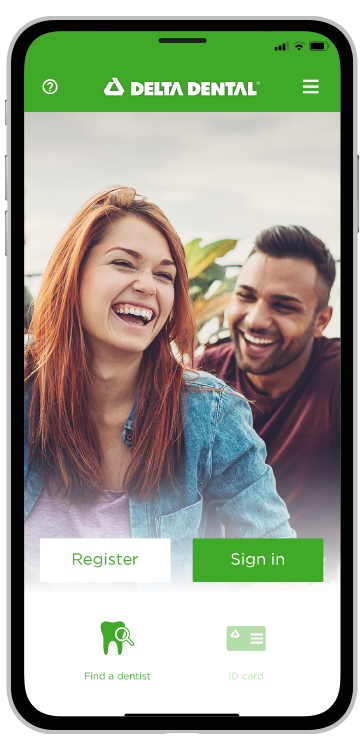 DELTA DENTAL
Register
Sign in
Find a dentist
ID card